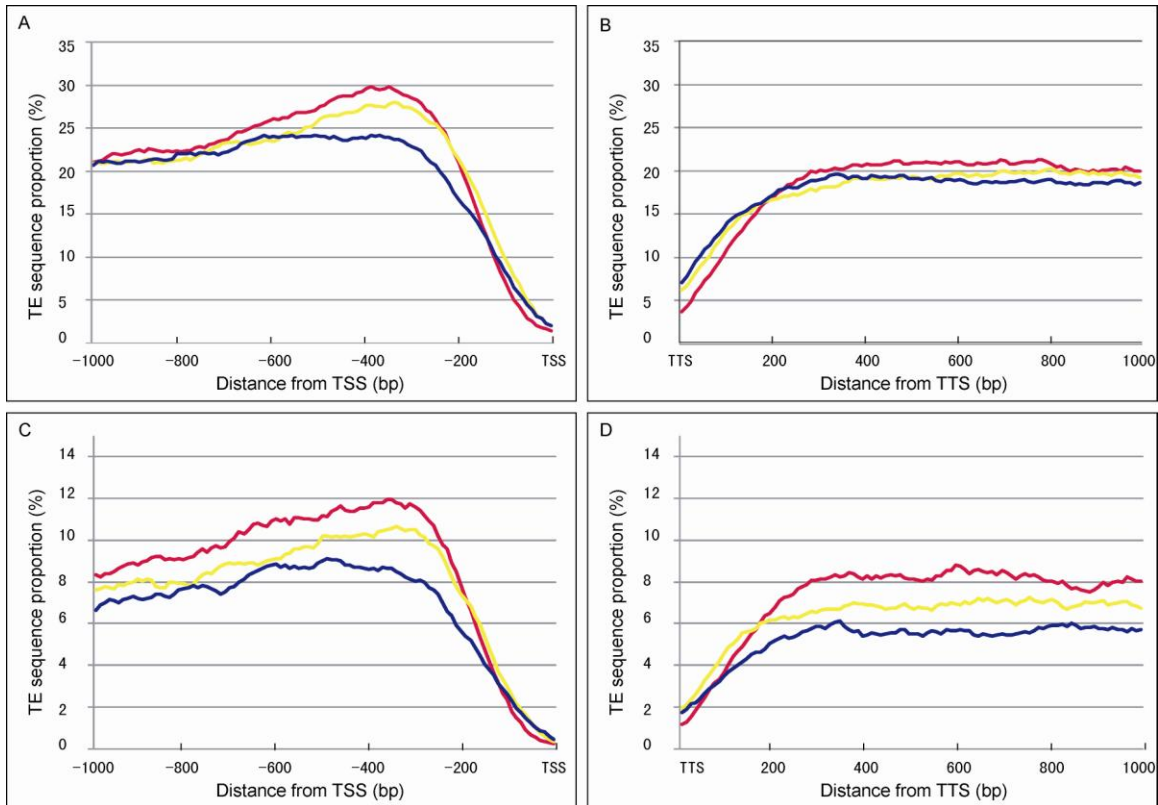 A
TE sequence proportion (%)
35
30
25
20
15
10
5
0
−1000 −800 −600 −400 −200 TSS
Distance from TSS (bp)
B
TE sequence proportion (%)
35
30
25
20
15
10
5
0
TTS 200 400 600 800 1000
Distance from TTS (bp)
C
TE sequence proportion (%)
14
12
10
8
6
4
2
0
−1000 −800 −600 −400 −200 TSS
Distance from TSS (bp)
D
TE sequence proportion (%)
14
12
10
8
6
4
2
0
TTS 200 400 600 800 1000
Distance from TTS (bp)